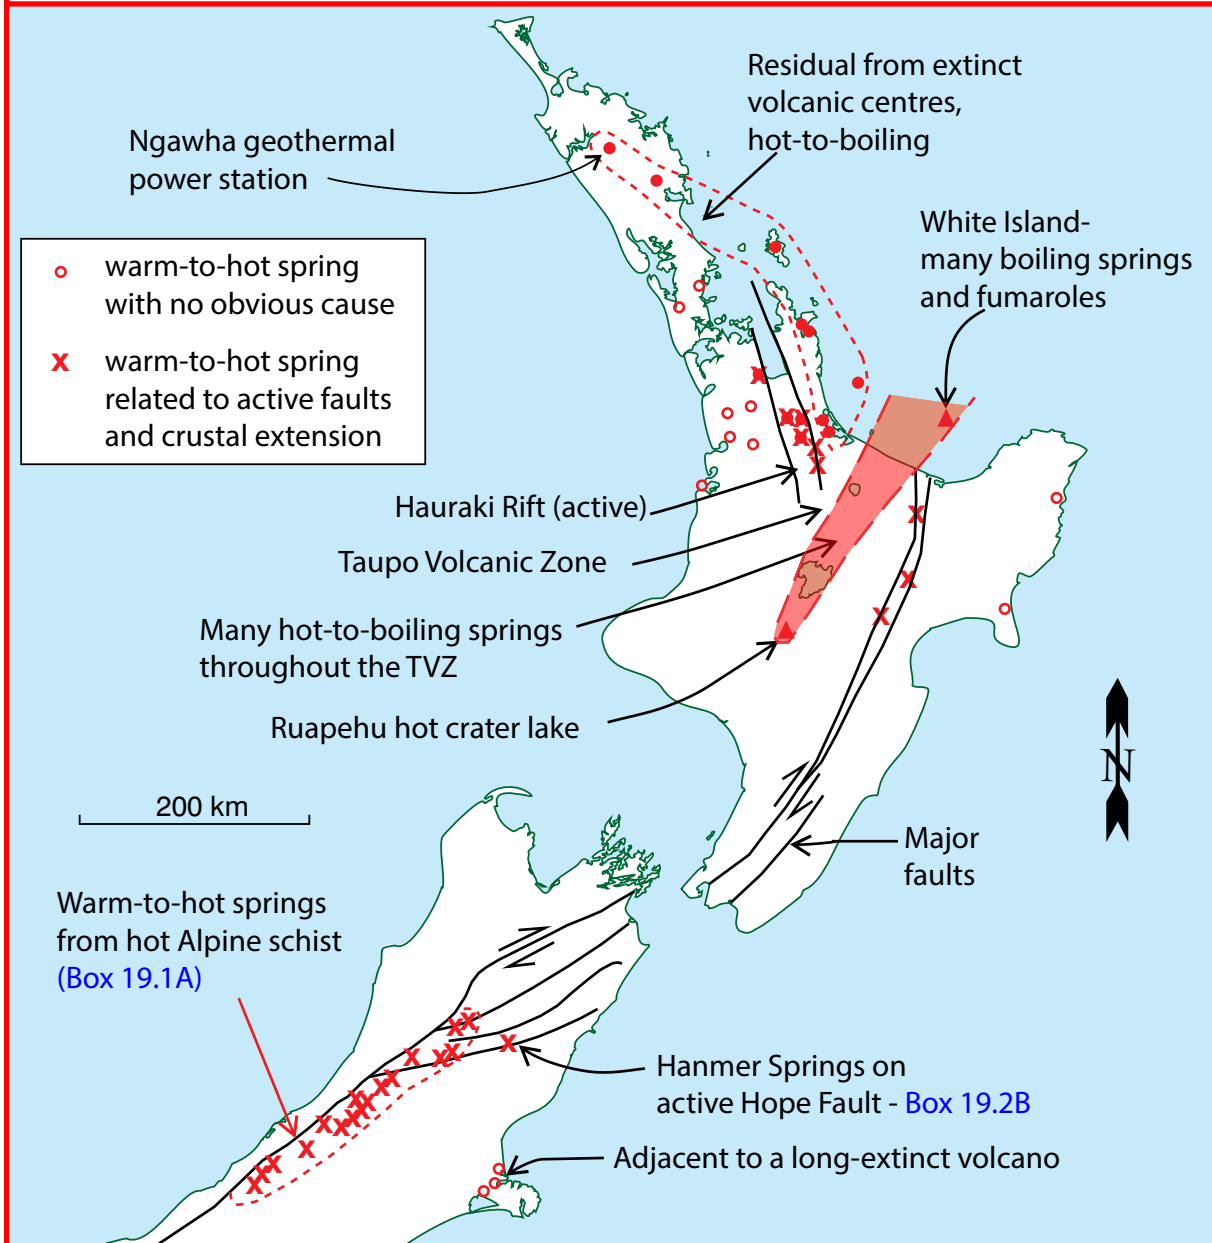 Residual from extinct
volcanic centres,
hot-to-boiling
Ngawha geothermal
power station
White Island-
many boiling springs
and fumaroles
warm-to-hot spring
with no obvious cause
x warm-to-hot spring
related to active faults
and crustal extension
Hauraki Rift (active)
Taupo Volcanic Zone
Many hot-to-boiling springs
throughout the TVZ
Ruapehu hot crater lake
N
200 km
Major
faults
Warm-to-hot springs
from hot Alpine schist
(Box 19.1A)
Hanmer Springs on
active Hope Fault - Box 19.2B
Adjacent to a long-extinct volcano